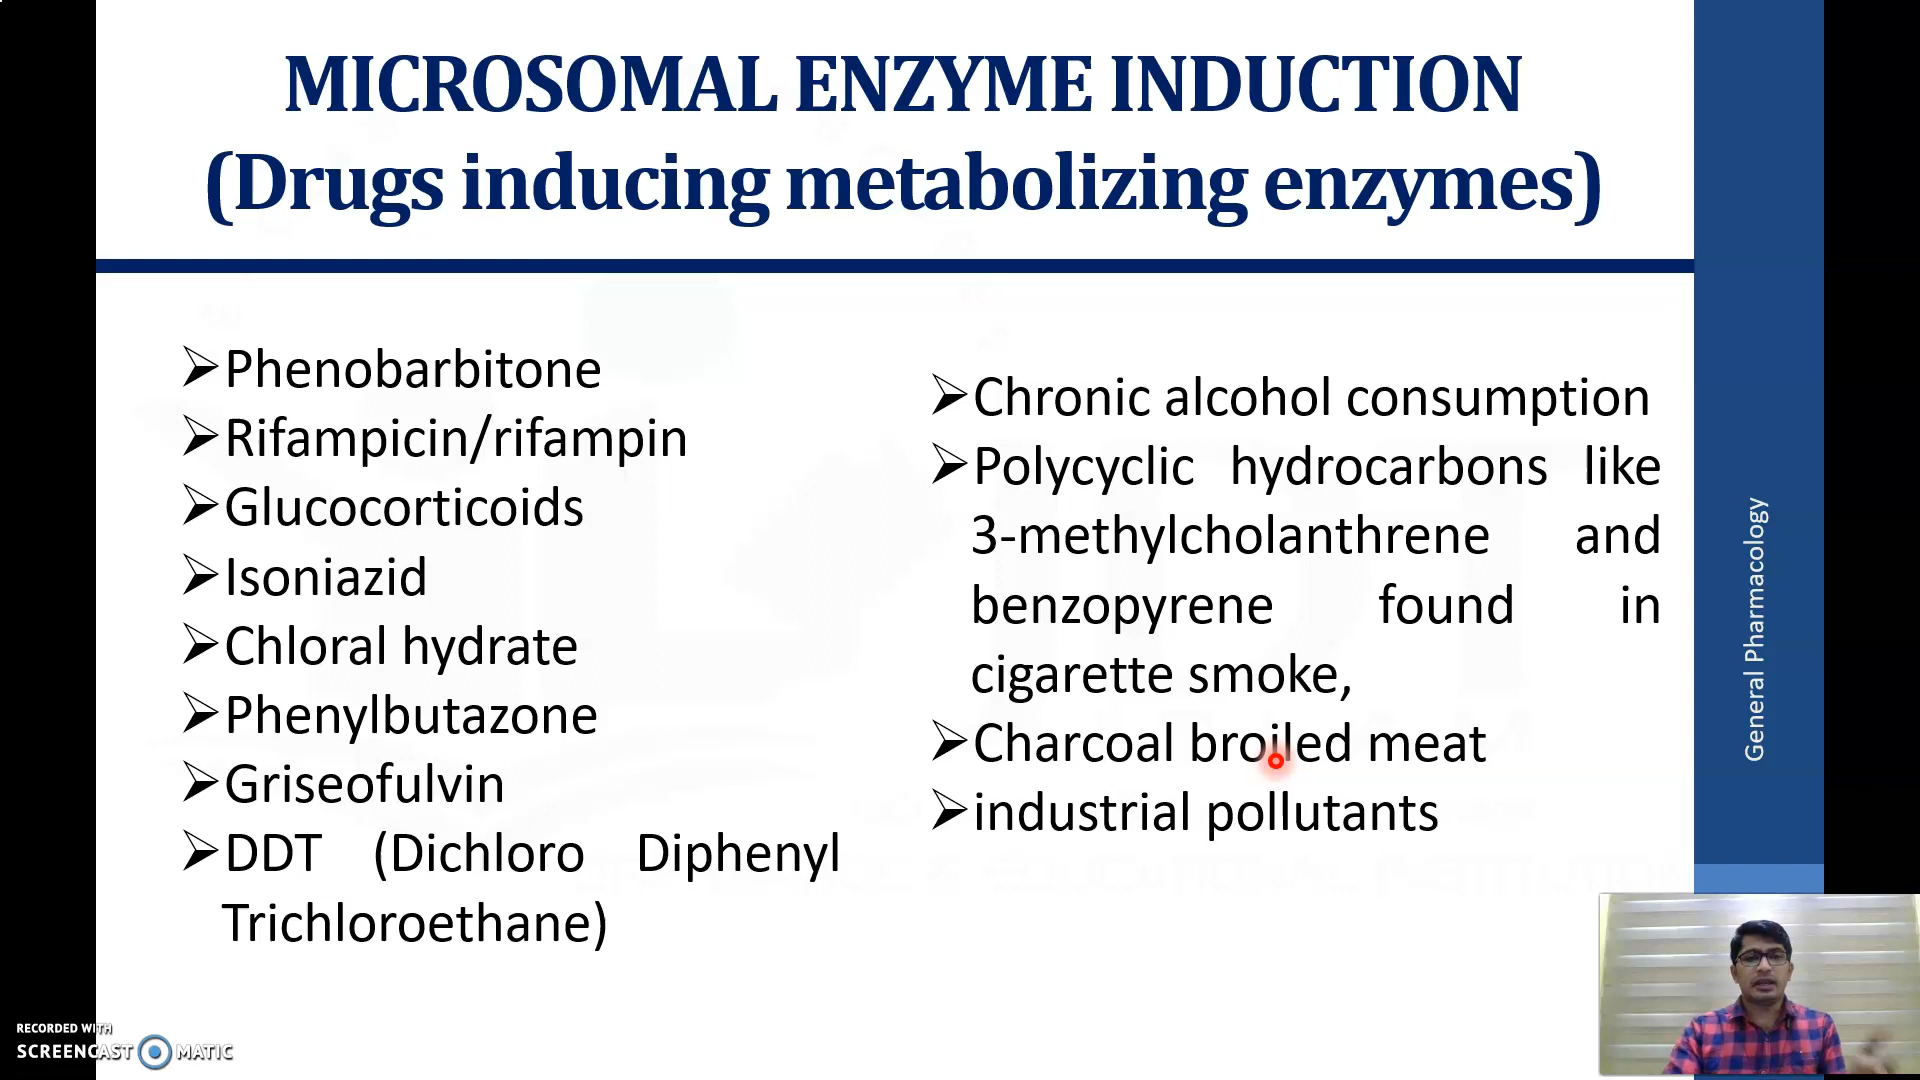 MICROSOMAL ENZYME INDUCTION
(Drugs inducing metabolizing enzymes)
➢Phenobarbitone
➢Rifampicin/rifampin
➢Glucocorticoids
➢Isoniazid
➢Chloral hydrate
➢Phenylbutazone
➢Griseofulvin
➢DDT (Dichloro Diphenyl
Trichloroethane)
➢Chronic alcohol consumption
➢Polycyclic hydrocarbons like
3-methylcholanthrene and
benzopyrene found in
cigarette smoke,
➢Charcoal broiled meat
➢industrial pollutants
General Pharmacology
RECORDED WITH
SCREENCAST MATIC